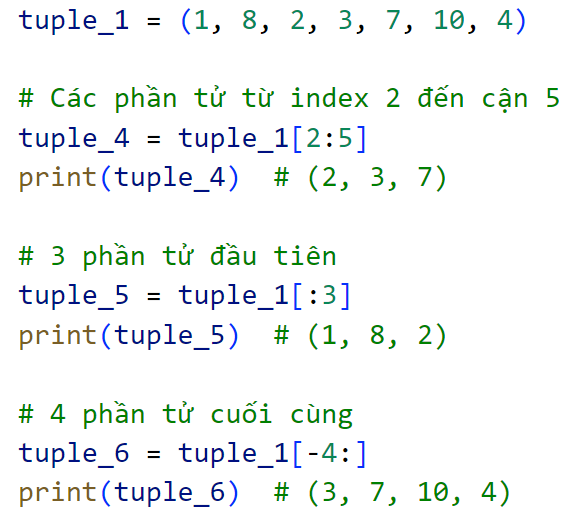 tuple_1 = (1, 8, 2, 3, 7, 10, 4)
# Các phần tử từ index 2 đến cận 5
tuple_4 = tuple_1[2:5]
print(tuple_4)  # (2, 3, 7)
# 3 phần tử đầu tiên
tuple_5 = tuple_1[:3]
print(tuple_5)  # (1, 8, 2)
# 4 phần tử cuối cùng
tuple_6 = tuple_1[-4:]
print(tuple_6)  # (3, 7, 10, 4)